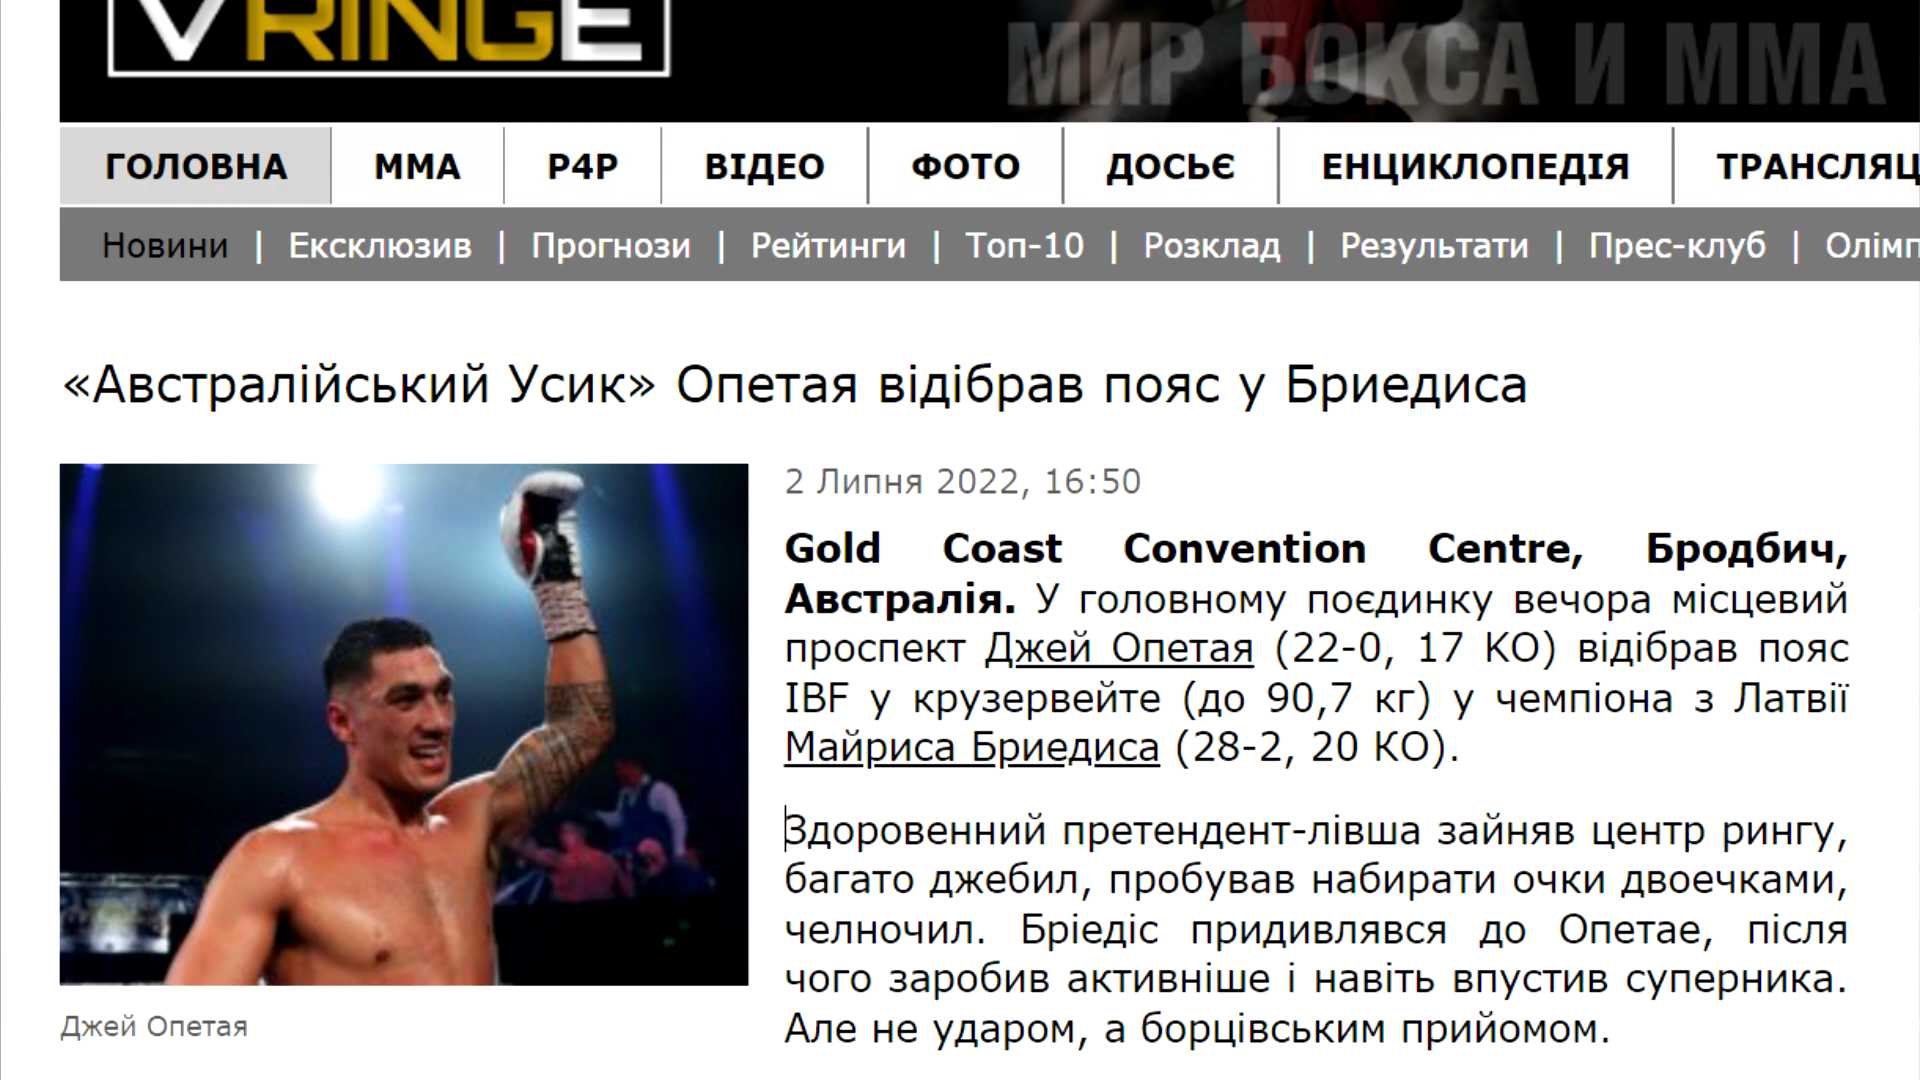 VRINGE
МИР БОКСА И ММА
ГОЛОВНА ММА P4P ВІДЕО ФОТО ДОСЬЄ ЕНЦИКЛОПЕДІЯ ТРАНСЛЯЦ
Новини | Ексклюзив | Прогнози | Рейтинги | Топ-10 | Розклад | Результати | Прес-клуб | Олімп
«Австралійський Усик» Опетая відібрав пояс у Бриедиса
2 Липня 2022, 16:50
Gold Coast Convention Centre, Бродбич,
Австралія. У головному поєдинку вечора місцевий
проспект Джей Опетая (22-0, 17 КО) відібрав пояс
IBF у крузервейте (до 90,7 кг) у чемпіона з Латвії
Майриса Бриедиса (28-2, 20 КО).
Здоровенний претендент-лівша зайняв центр рингу,
багато джебил, пробував набирати очки двоечками,
челночил. Бріедіс придивлявся до Опетае, після
чого заробив активніше і навіть впустив суперника.
Але не ударом, а борцівським прийомом.
Джей Опетая